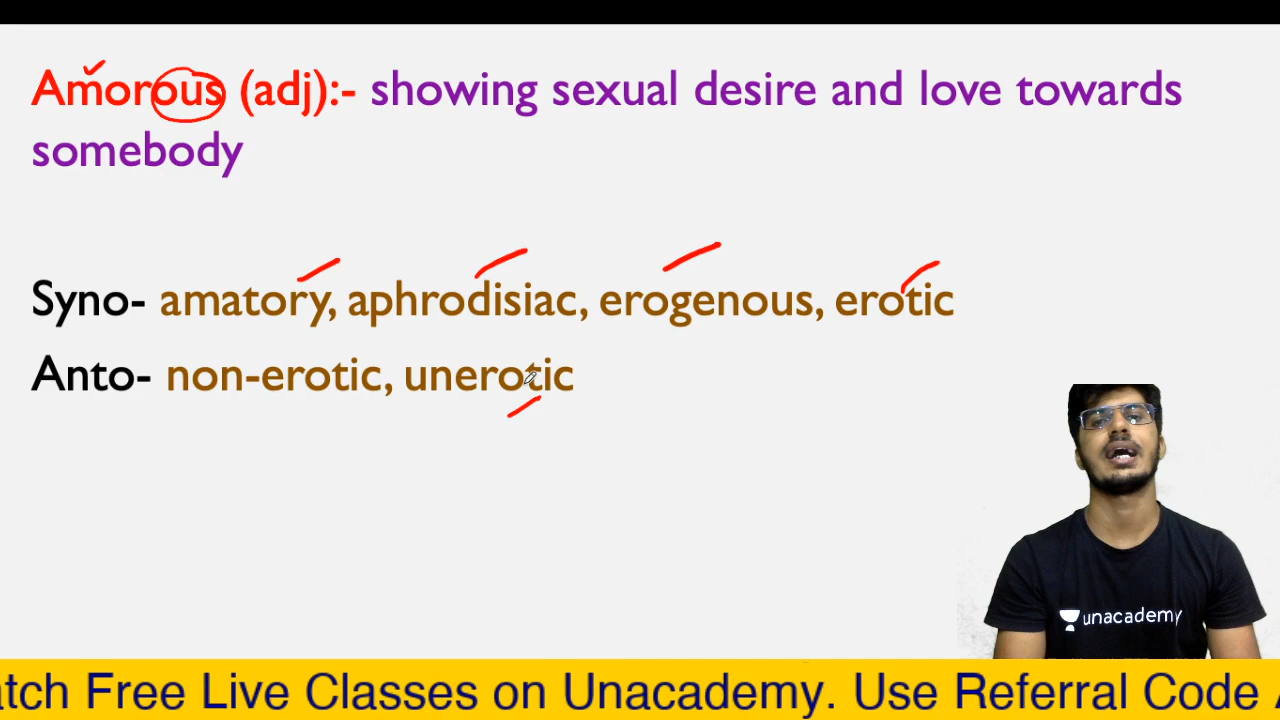 Amorous (adj):- showing sexual desire and love towards
somebody
Syno- amatory, aphrodisiac, erogenous, erotic
Anto- non-erotic, unerotic
unacademy
atch Free Live Classes on Unacademy. Use Referral Code